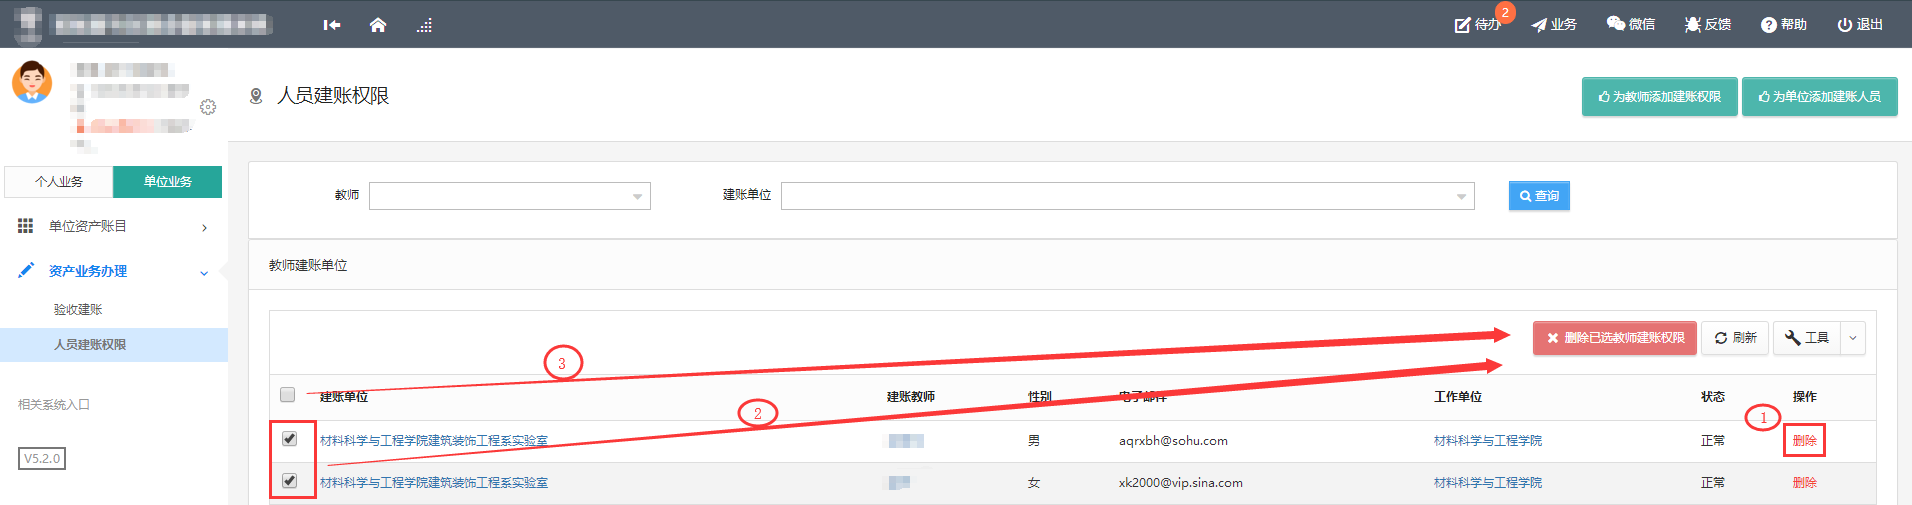 待办 2 业务 微信 反馈 帮助 退出
人员建账权限
为教师添加建账权限 为单位添加建账人员
个人业务 单位业务
教师 建账单位 查询
单位资产账目
资产业务办理
教师建账单位
验收建账
人员建账权限
删除已选教师建账权限 刷新 工具
3
建账单位 建账教师 性别 电子邮件 工作单位 状态 操作
相关系统入口
2 1
材料科学与工程学院建筑装饰工程系实验室 男 aqrxbh@sohu.com 材料科学与工程学院 正常 删除
V5.2.0
材料科学与工程学院建筑装饰工程系实验室 女 xk2000@vip.sina.com 材料科学与工程学院 正常 删除